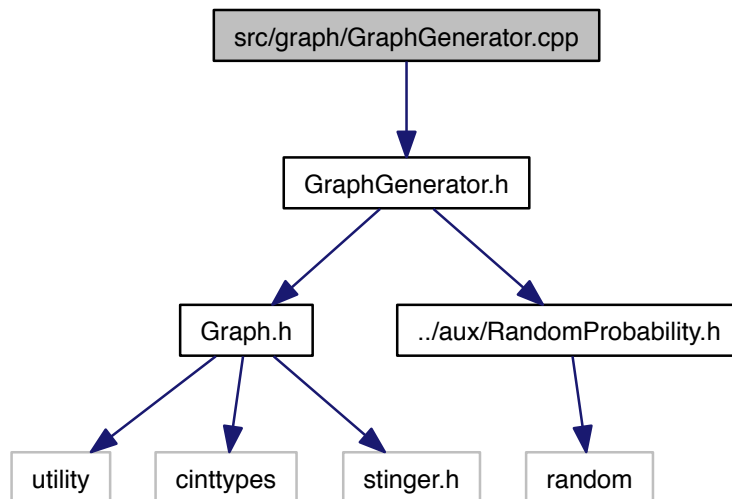 src/graph/GraphGenerator.cpp
GraphGenerator.h
Graph.h
../aux/RandomProbability.h
utility
cinttypes
stinger.h
random